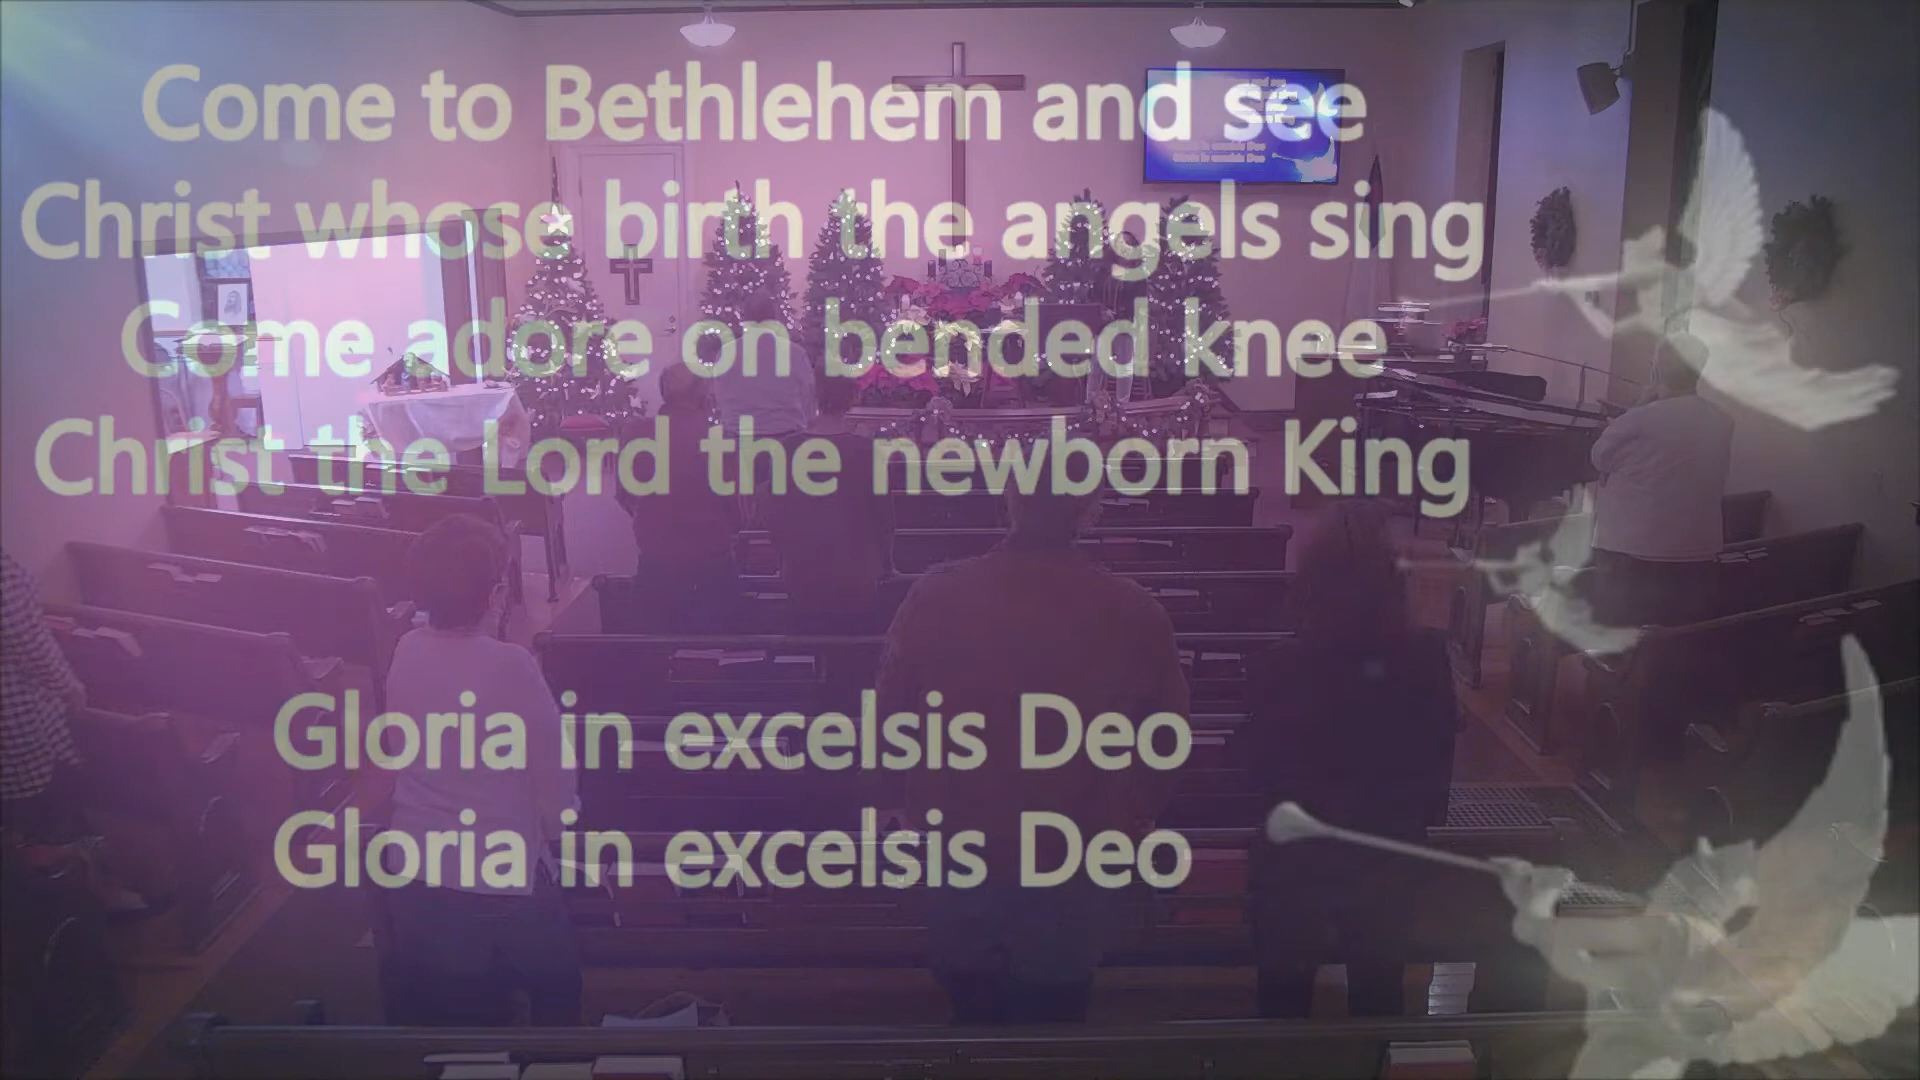 Come to Bethlehem and see
Christ whose birth the angels sing
Come adore on bended knee
Christ the Lord the newborn King
Gloria in excelsis Deo
Gloria in excelsis Deo